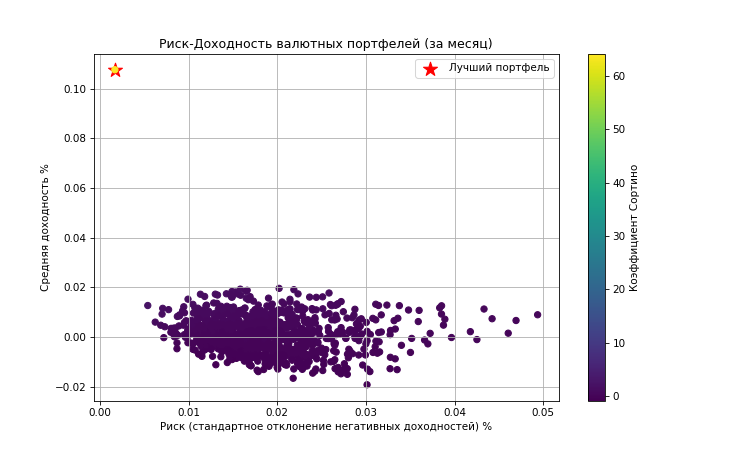 Риск-Доходность валютных портфелей (за месяц)
Лучший портфель
Средняя доходность %
0.10
0.08
0.06
0.04
0.02
0.00
−0.02
0.00 0.01 0.02 0.03 0.04 0.05
Риск (стандартное отклонение негативных доходностей) %
60
50
40
30
20
10
0
Коэффициент Сортино